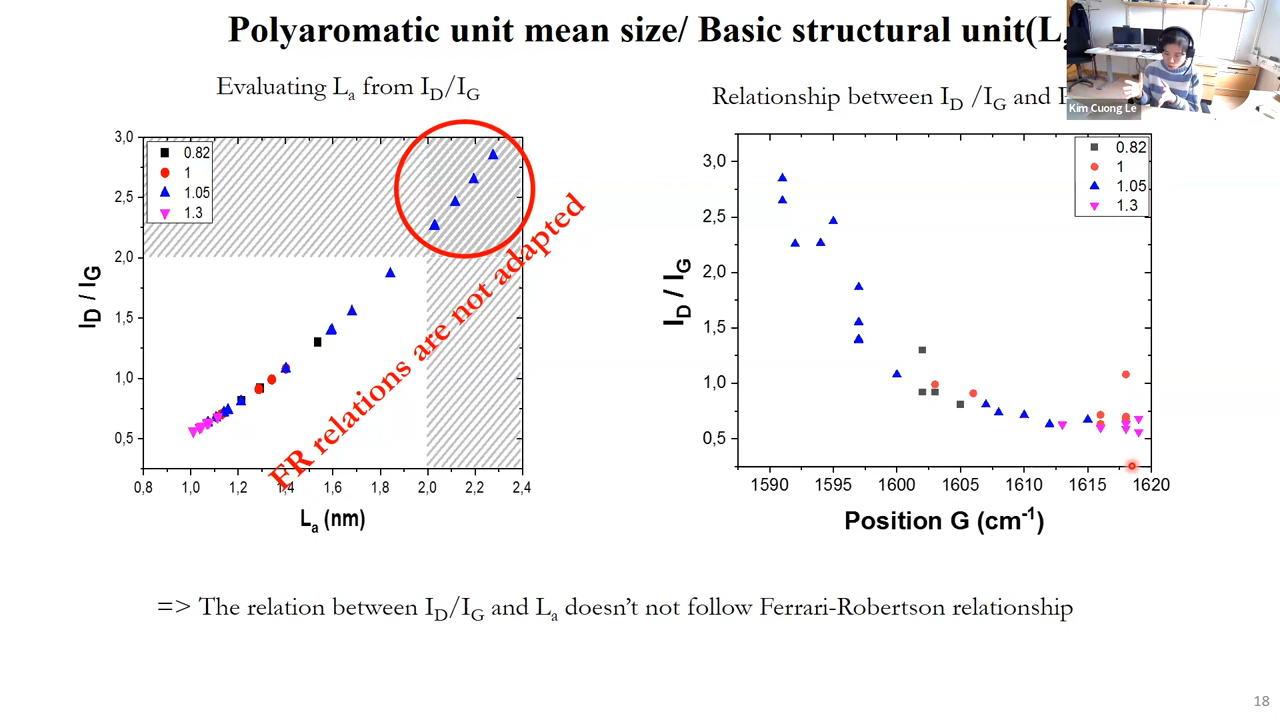 Polyaromatic unit mean size/ Basic structural unit(L
Kim Cuong Le
Evaluating La from ID/IG
3,0
2,5
2,0
1,5
1,0
0,5
0.82
1
1.05
1.3
0,8 1,0 1,2 1,4 1,6 1,8 2,0 2,2 2,4
ID / IG
La (nm)
FR relations are not adapted
Relationship between ID /IG and
3,0
2,5
2,0
1,5
1,0
0,5
0.82
1
1.05
1.3
1590 1595 1600 1605 1610 1615 1620
ID / IG
Position G (cm-1)
=> The relation between ID/IG and La doesn't not follow Ferrari-Robertson relationship
18